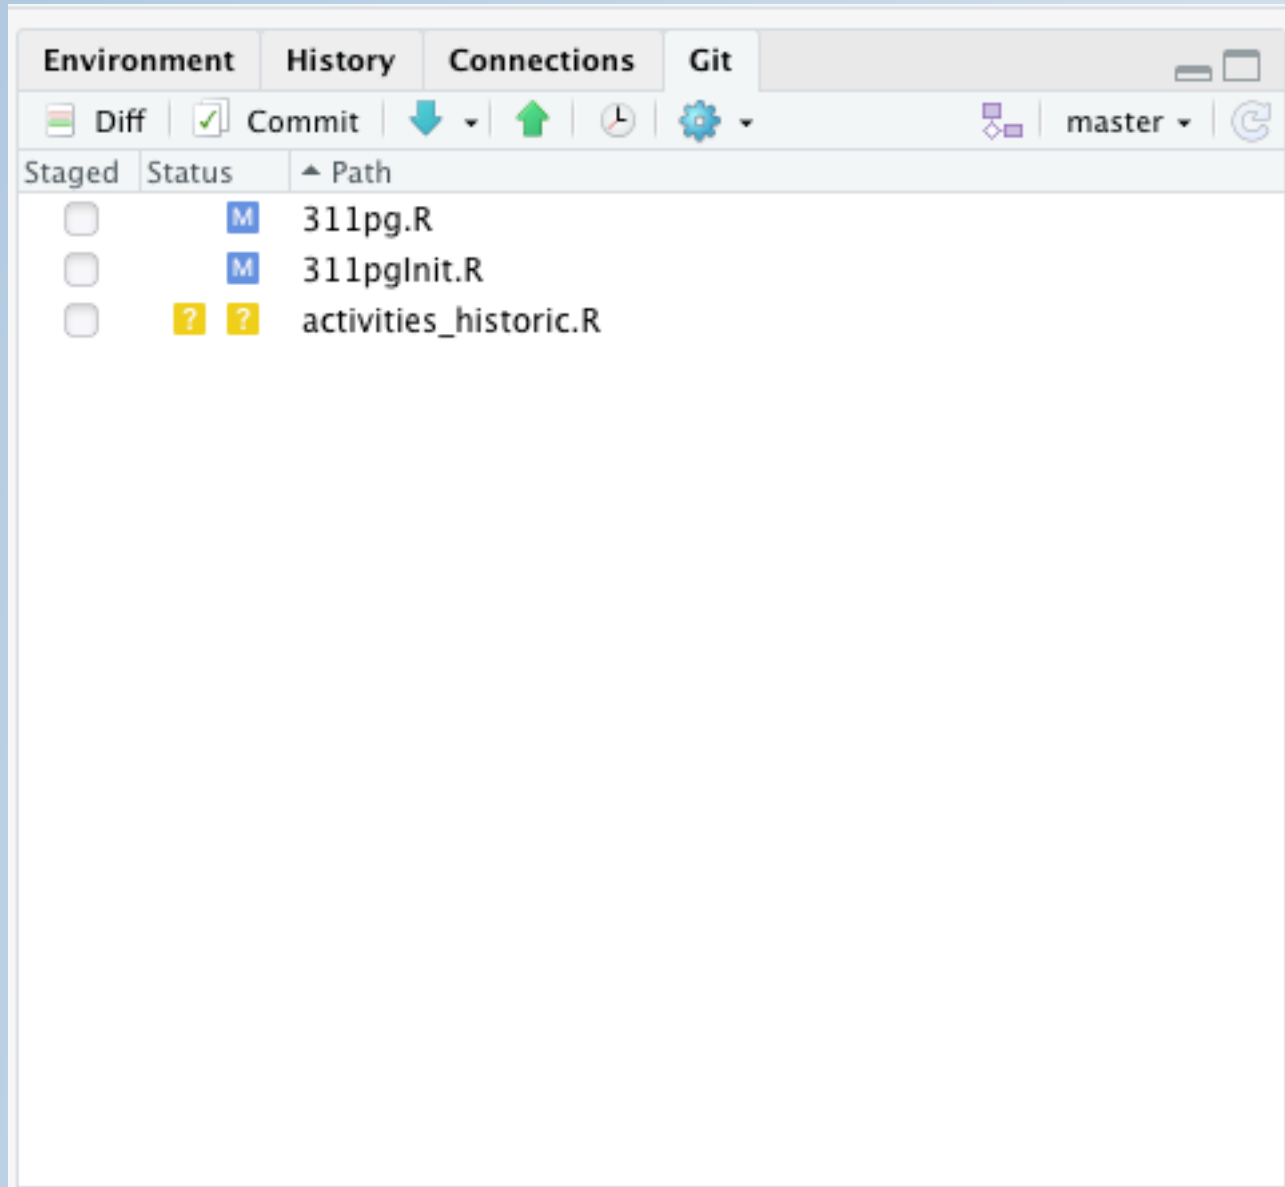 Environment History Connections Git
Diff Commit master
Staged Status Path
M 311pg.R
M 311pgInit.R
? ? activities_historic.R